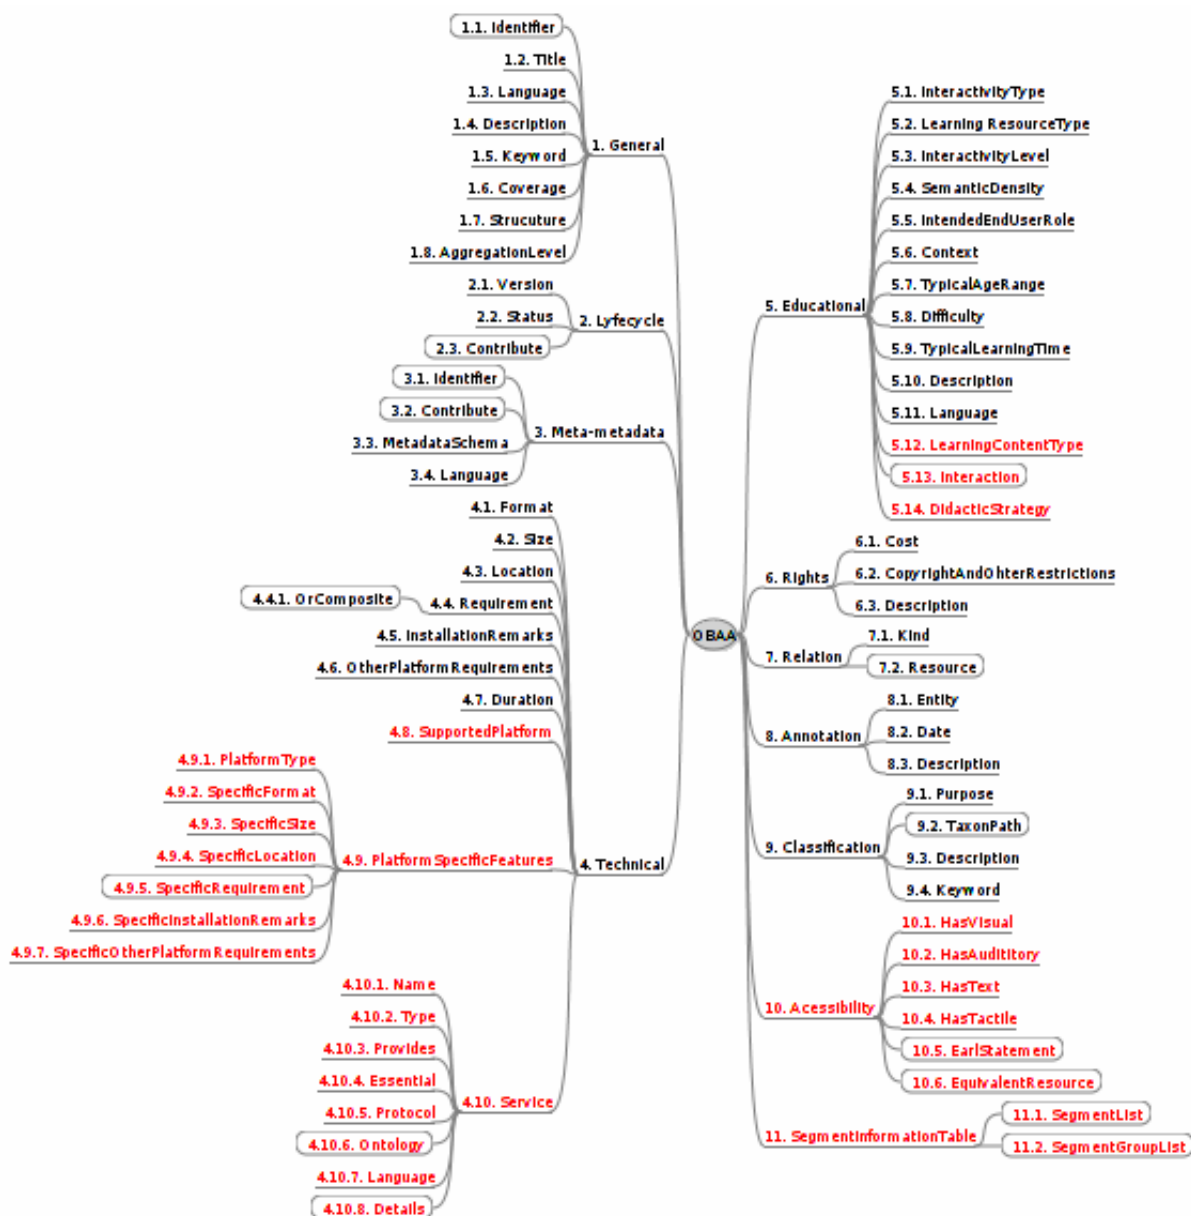 1.1. Identifier
1.2. Title
1.3. Language
1.4. Description
1.5. Keyword
1.6. Coverage
1.7. Strucuture
1.8. AggregationLevel
1. General
2.1. Version
2.2. Status
2.3. Contribute
2. Lyfecycle
3.1. Identifier
3.2. Contribute
3.3. MetadataSchema
3.4. Language
3. Meta-metadata
4.1. Format
4.2. Size
4.3. Location
4.4.1. OrComposite
4.4. Requirement
4.5. InstallationRemarks
4.6. OtherPlatformRequirements
4.7. Duration
4.8. SupportedPlatform
4.9.1. PlatformType
4.9.2. SpecificFormat
4.9.3. SpecificSize
4.9.4. SpecificLocation
4.9.5. SpecificRequirement
4.9.6. SpecificInstallationRemarks
4.9.7. SpecificOtherPlatformRequirements
4.9. PlatformSpecificFeatures
4. Technical
4.10.1. Name
4.10.2. Type
4.10.3. Provides
4.10.4. Essential
4.10.5. Protocol
4.10.6. Ontology
4.10.7. Language
4.10.8. Details
4.10. Service
OBAA
5.1. InteractivityType
5.2. Learning ResourceType
5.3. InteractivityLevel
5.4. SemanticDensity
5.5. IntendedEndUserRole
5.6. Context
5.7. TypicalAgeRange
5.8. Difficulty
5.9. TypicalLearningTime
5.10. Description
5.11. Language
5.12. LearningContentType
5.13. Interaction
5.14. DidacticStrategy
5. Educational
6.1. Cost
6.2. CopyrightAndOhterRestrictions
6.3. Description
6. Rights
7.1. Kind
7.2. Resource
7. Relation
8.1. Entity
8.2. Date
8.3. Description
8. Annotation
9.1. Purpose
9.2. TaxonPath
9.3. Description
9.4. Keyword
9. Classification
10.1. HasVisual
10.2. HasAudititory
10.3. HasText
10.4. HasTactile
10.5. EarlStatement
10.6. EquivalentResource
10. Acessibility
11.1. SegmentList
11.2. SegmentGroupList
11. SegmentInformationTable